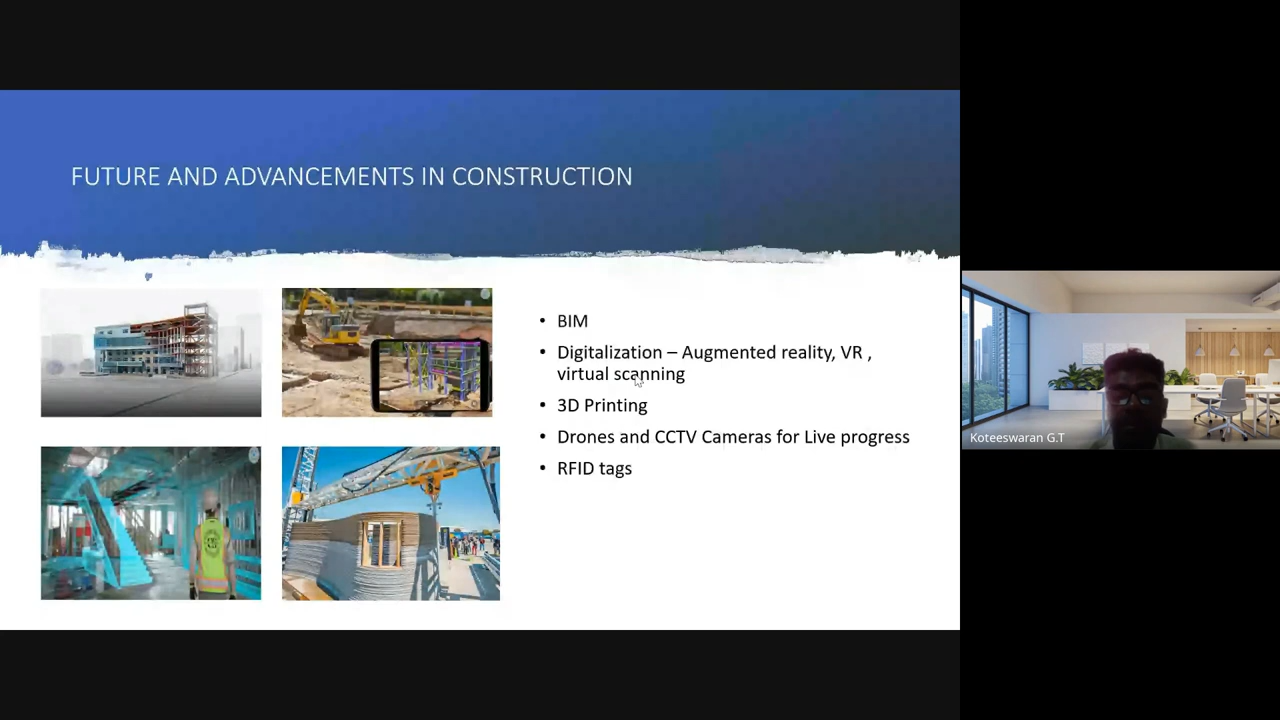 FUTURE AND ADVANCEMENTS IN CONSTRUCTION
• BIM
• Digitalization – Augmented reality, VR ,
virtual scanning
• 3D Printing
• Drones and CCTV Cameras for Live progress
• RFID tags
Koteeswaran G.T